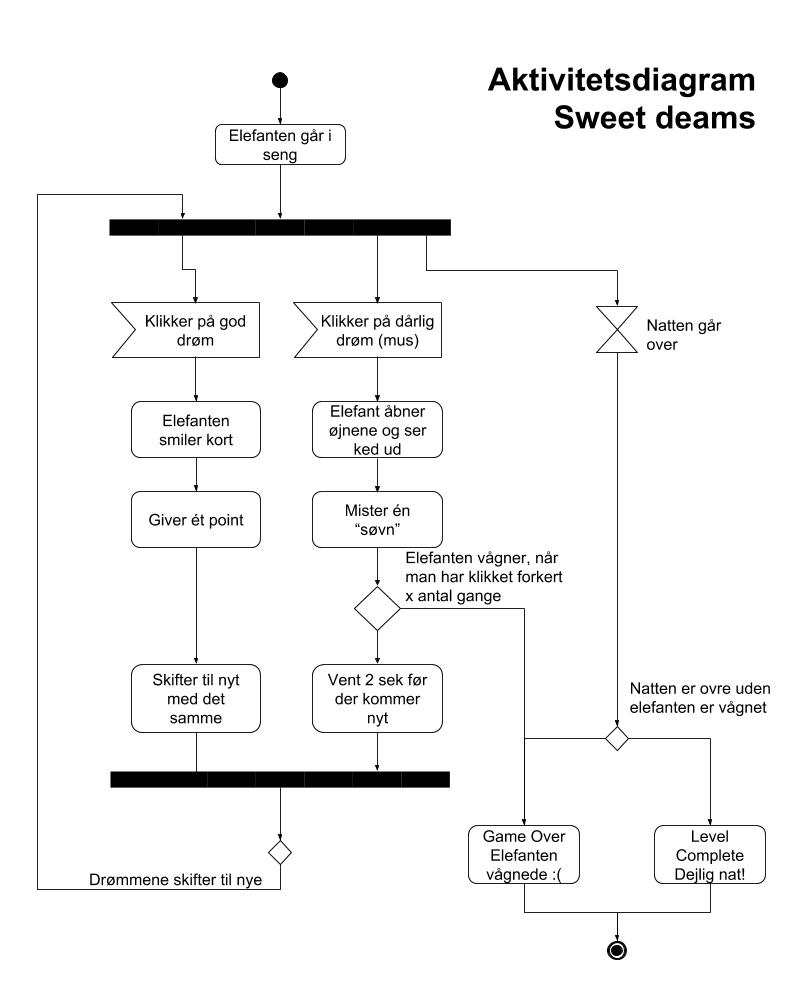 Aktivitetsdiagram
Sweet deams
Elefanten går i
seng
Klikker på god
drøm
Klikker på dårlig
drøm (mus)
Natten går
over
Elefanten
smiler kort
Elefant åbner
øjnene og ser
ked ud
Giver ét point
Mister én
“søvn”
Elefanten vågner, når
man har klikket forkert
x antal gange
Skifter til nyt
med det
samme
Vent 2 sek før
der kommer
nyt
Natten er ovre uden
elefanten er vågnet
Game Over
Elefanten
vågnede :(
Level
Complete
Dejlig nat!
Drømmene skifter til nye